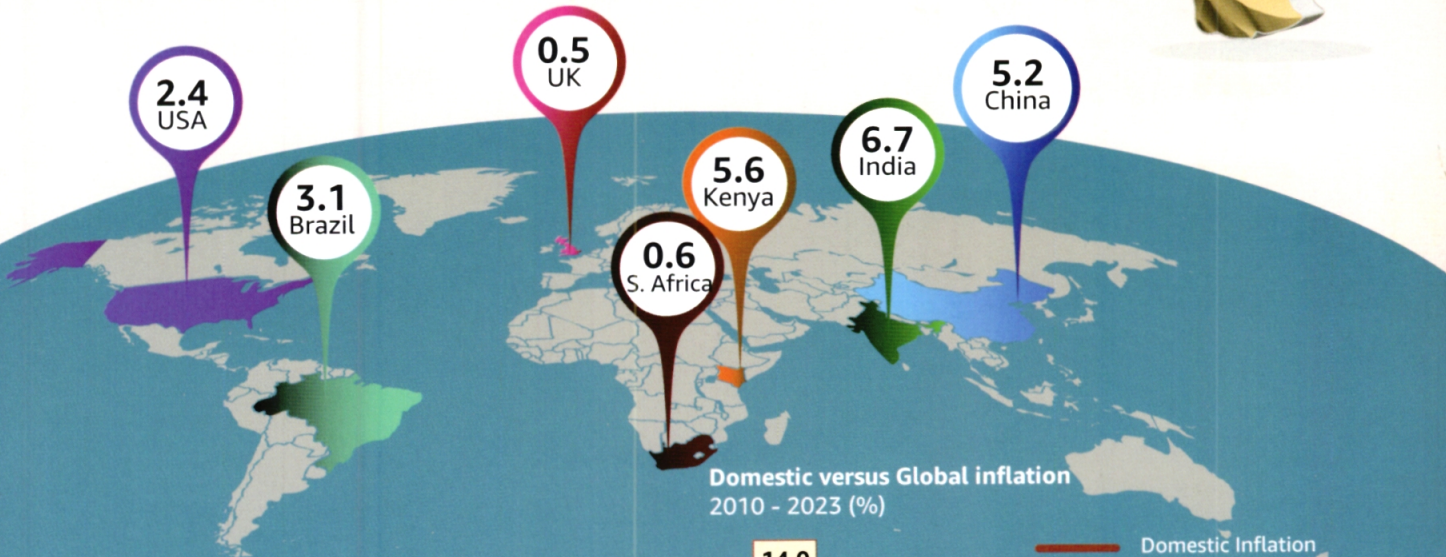 0.5
UK
5.2
China
2.4
USA
6.7
India
5.6
Kenya
3.1
Brazil
0.6
S. Africa
Domestic versus Global inflation
2010 - 2023 (%)
Domestic Inflation